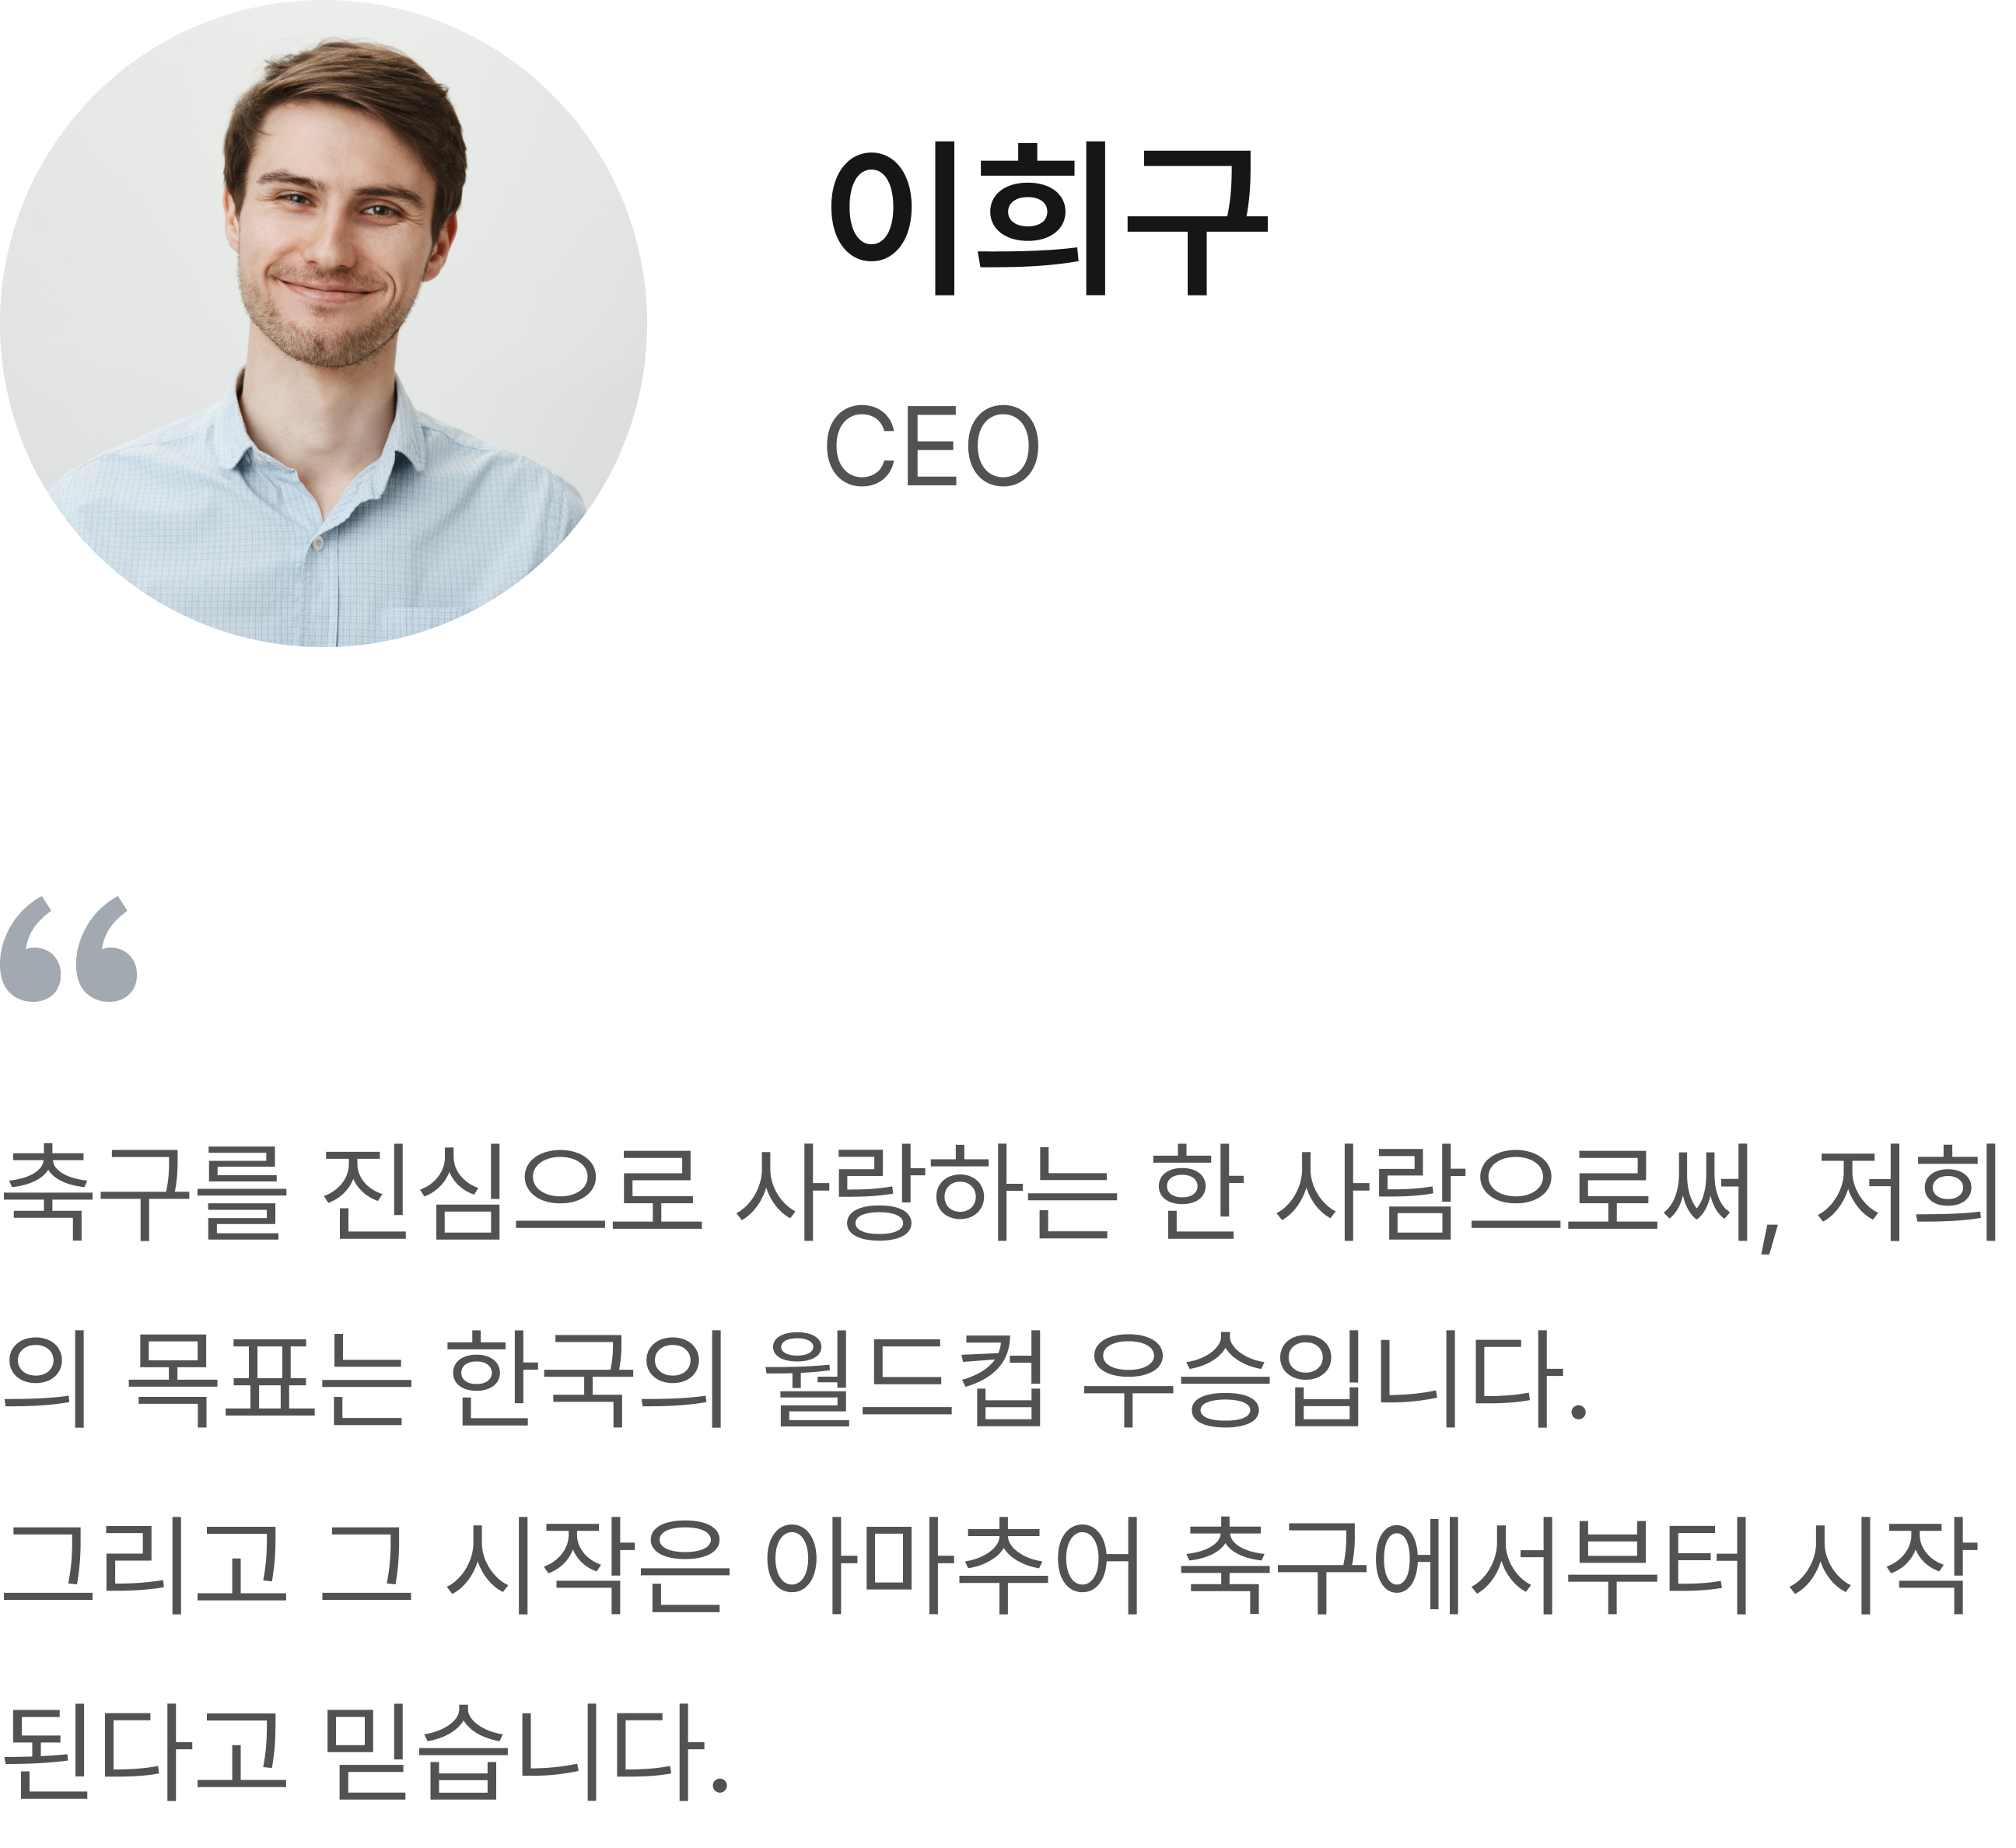 이희구
CEO
“
축구를 진심으로 사랑하는 한 사람으로써, 저희
의 목표는 한국의 월드컵 우승입니다.
그리고 그 시작은 아마추어 축구에서부터 시작
된다고 믿습니다.